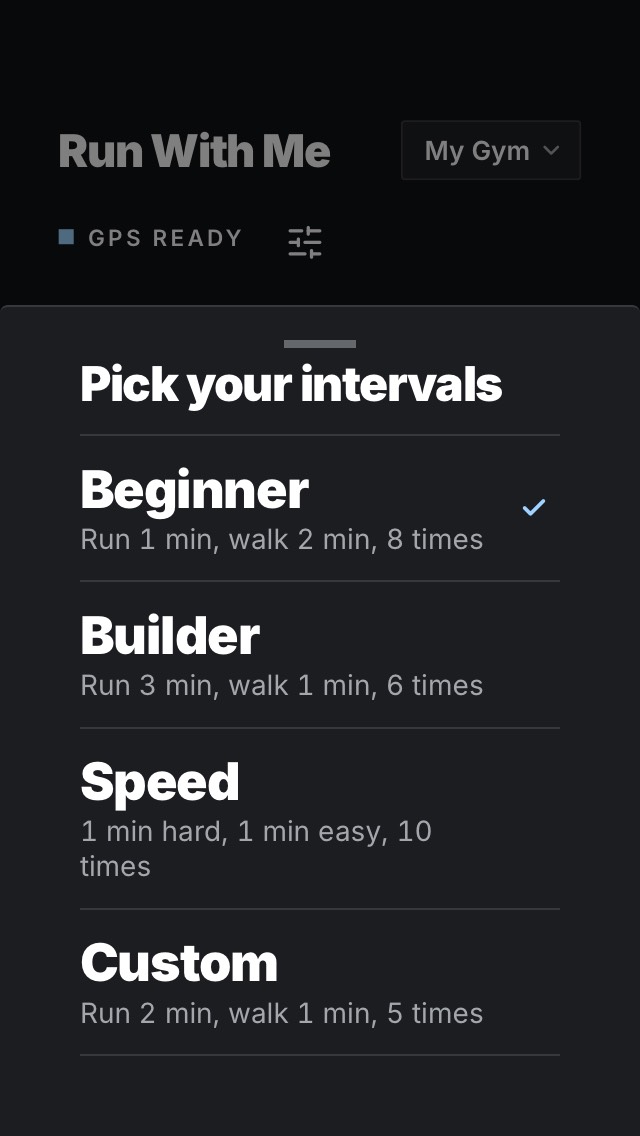 Run With Me
My Gym
GPS READY
Pick your intervals
Beginner
Run 1 min, walk 2 min, 8 times
Builder
Run 3 min, walk 1 min, 6 times
Speed
1 min hard, 1 min easy, 10
times
Custom
Run 2 min, walk 1 min, 5 times